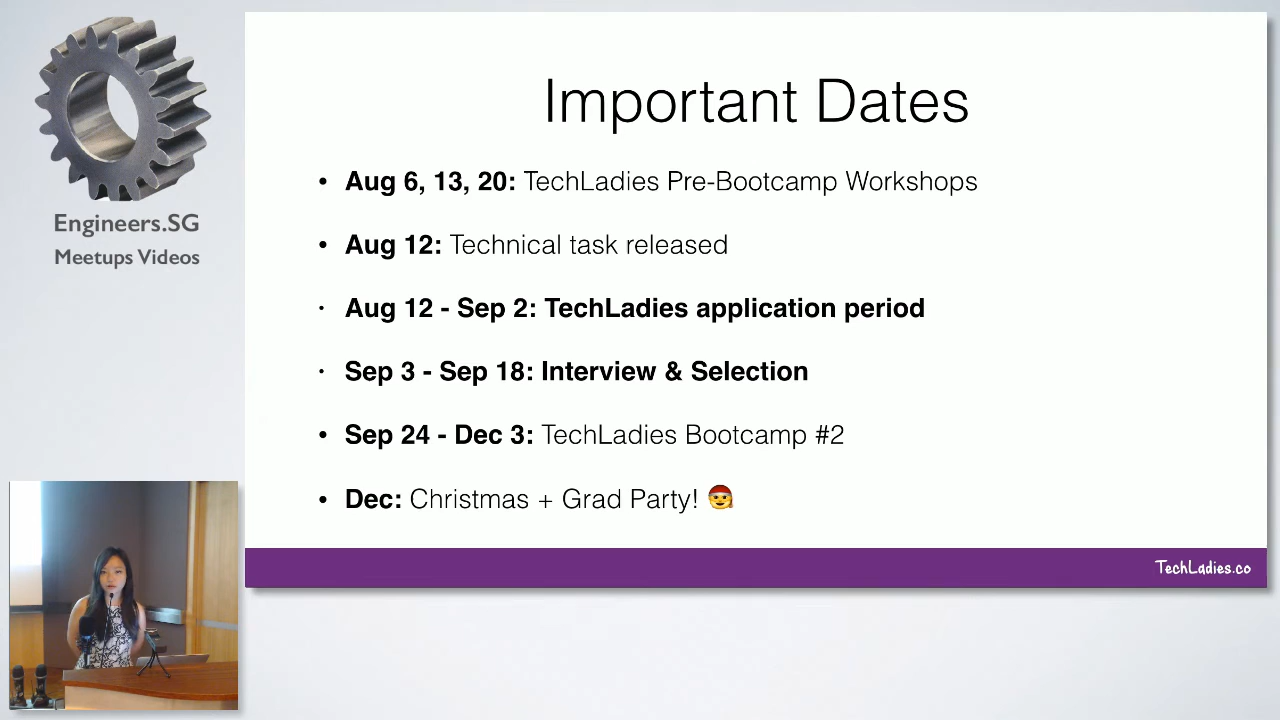 Engineers.SG
Meetups Videos
Important Dates
• Aug 6, 13, 20: TechLadies Pre-Bootcamp Workshops
• Aug 12: Technical task released
• Aug 12 - Sep 2: TechLadies application period
• Sep 3 - Sep 18: Interview & Selection
• Sep 24 - Dec 3: TechLadies Bootcamp #2
• Dec: Christmas + Grad Party! 🤶
TechLadies.co